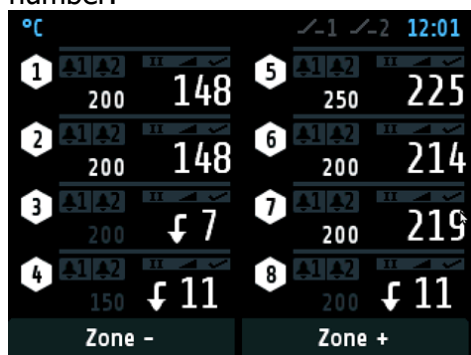 number.
°C -1 -2 12:01
1 1 2 II 200 148
5 1 2 II 250 225
2 1 2 II 200 148
6 1 2 II 200 214
3 1 2 II 200 7
7 1 2 II 200 219
4 1 2 II 150 11
8 1 2 II 200 11
Zone - Zone +